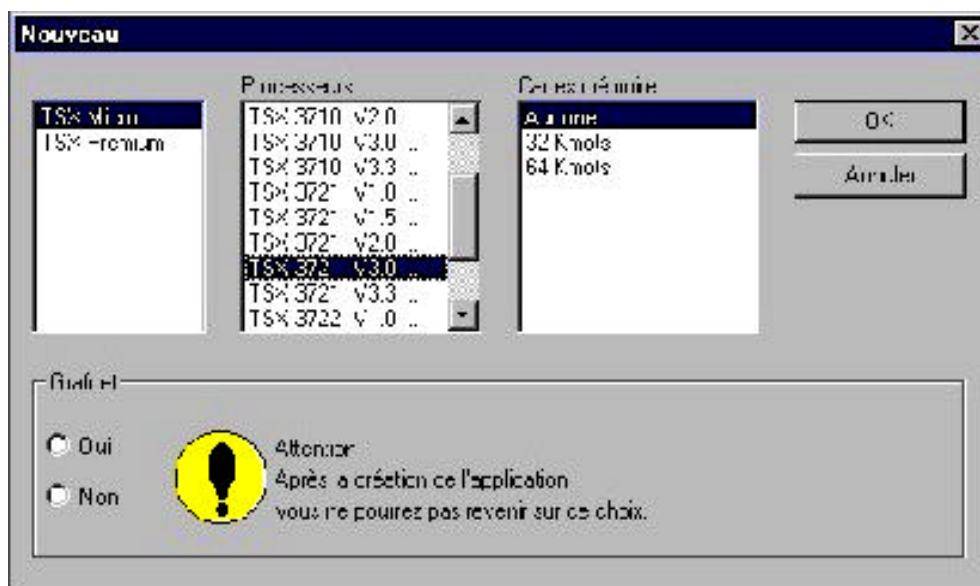 Nouveau
Processeurs
Cartes mémoire
TSX Micro
TSX Premium
TSX 3710 V2.0 ..
TSX 3710 V3.0 ..
TSX 3710 V3.3 ..
TSX 3721 V1.0 ..
TSX 3721 V1.5 ..
TSX 3721 V2.0 ..
TSX 3721 V3.0 ..
TSX 3721 V3.3 ..
TSX 3722 V1.0 ..
Aucune
32 Kmots
64 Kmots
OK
Annuler
Grafcet
Oui
Non
Attention
Après la création de l'application
vous ne pourrez pas revenir sur ce choix.